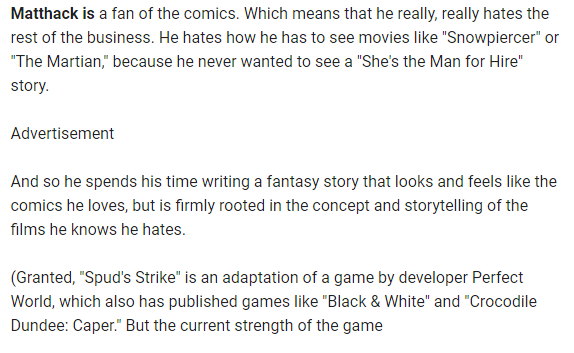 Matthack is a fan of the comics. Which means that he really, really hates the
rest of the business. He hates how he has to see movies like "Snowpiercer" or
"The Martian," because he never wanted to see a "She's the Man for Hire"
story.
Advertisement
And so he spends his time writing a fantasy story that looks and feels like the
comics he loves, but is firmly rooted in the concept and storytelling of the
films he knows he hates.
(Granted, "Spud's Strike" is an adaptation of a game by developer Perfect
World, which also has published games like "Black & White" and "Crocodile
Dundee: Caper." But the current strength of the game